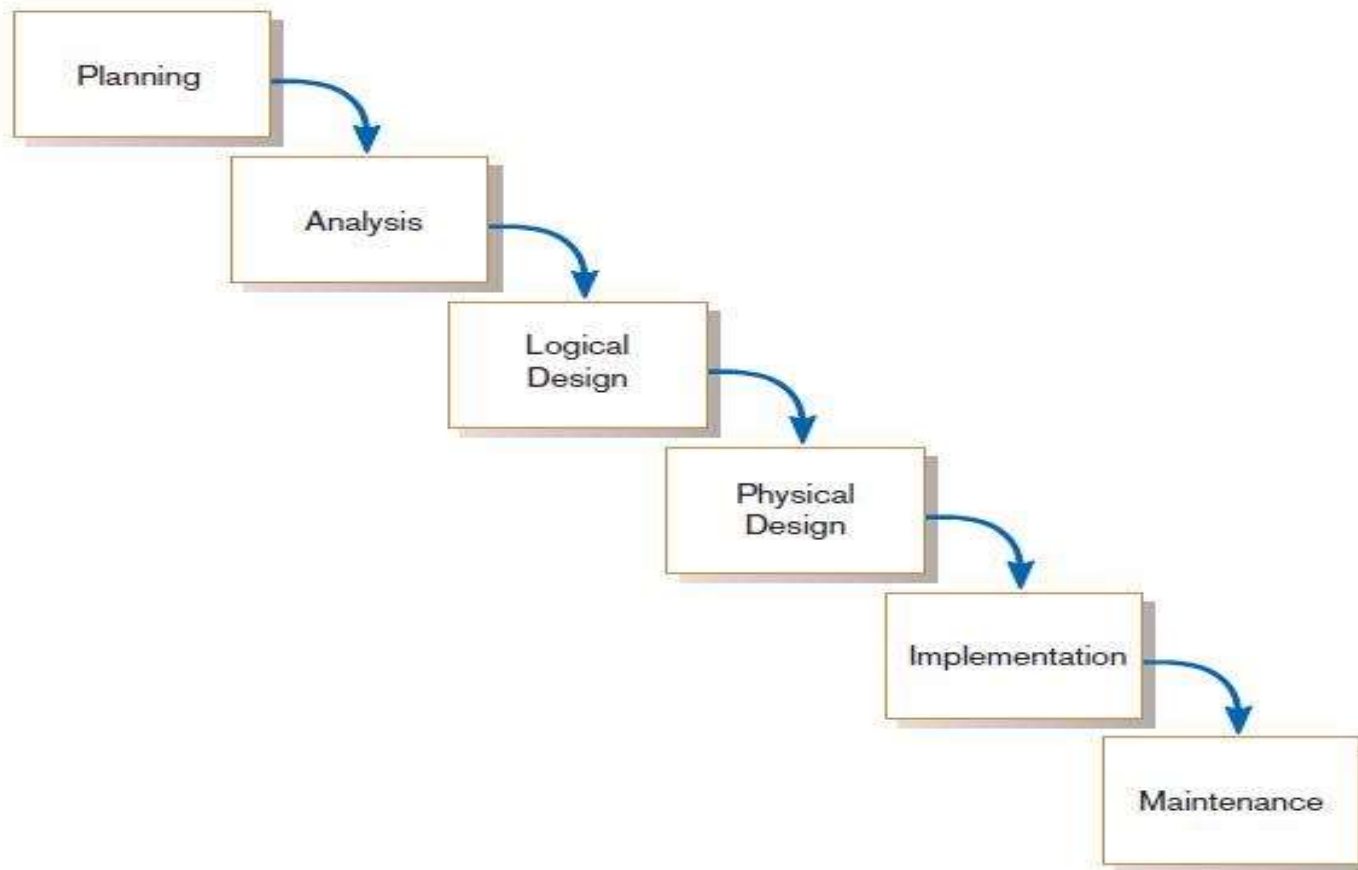 Planning
Analysis
Logical
Design
Physical
Design
Implementation
Maintenance